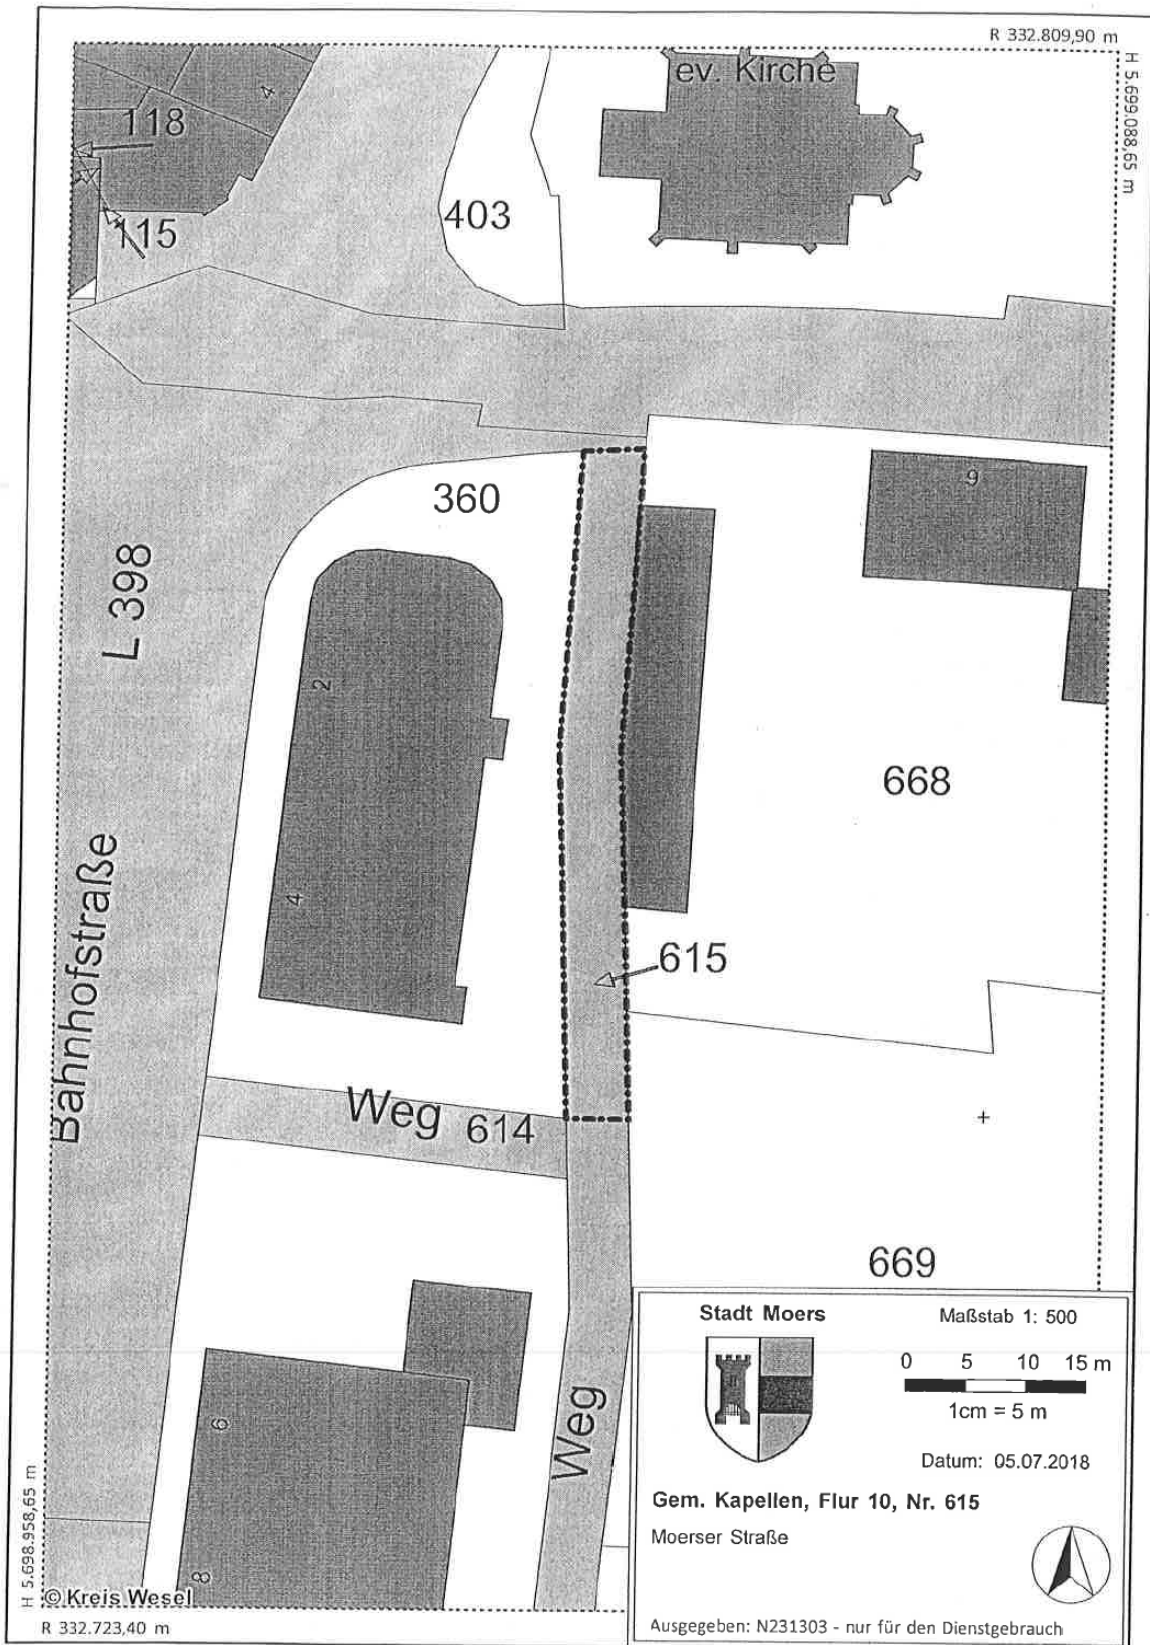 R 332.809,90 m
H 5.699.088,65 m
ev. Kirche
4
118
403
115
360
9
L 398
2
668
4
Bahnhofstraße
615
Weg 614
669
Stadt Moers
Maßstab 1: 500
0 5 10 15 m
1cm = 5 m
6
Weg
Datum: 05.07.2018
Gem. Kapellen, Flur 10, Nr. 615
Moerser Straße
H 5.698.958,65 m
8
© Kreis Wesel
R 332.723,40 m
Ausgegeben: N231303 - nur für den Dienstgebrauch